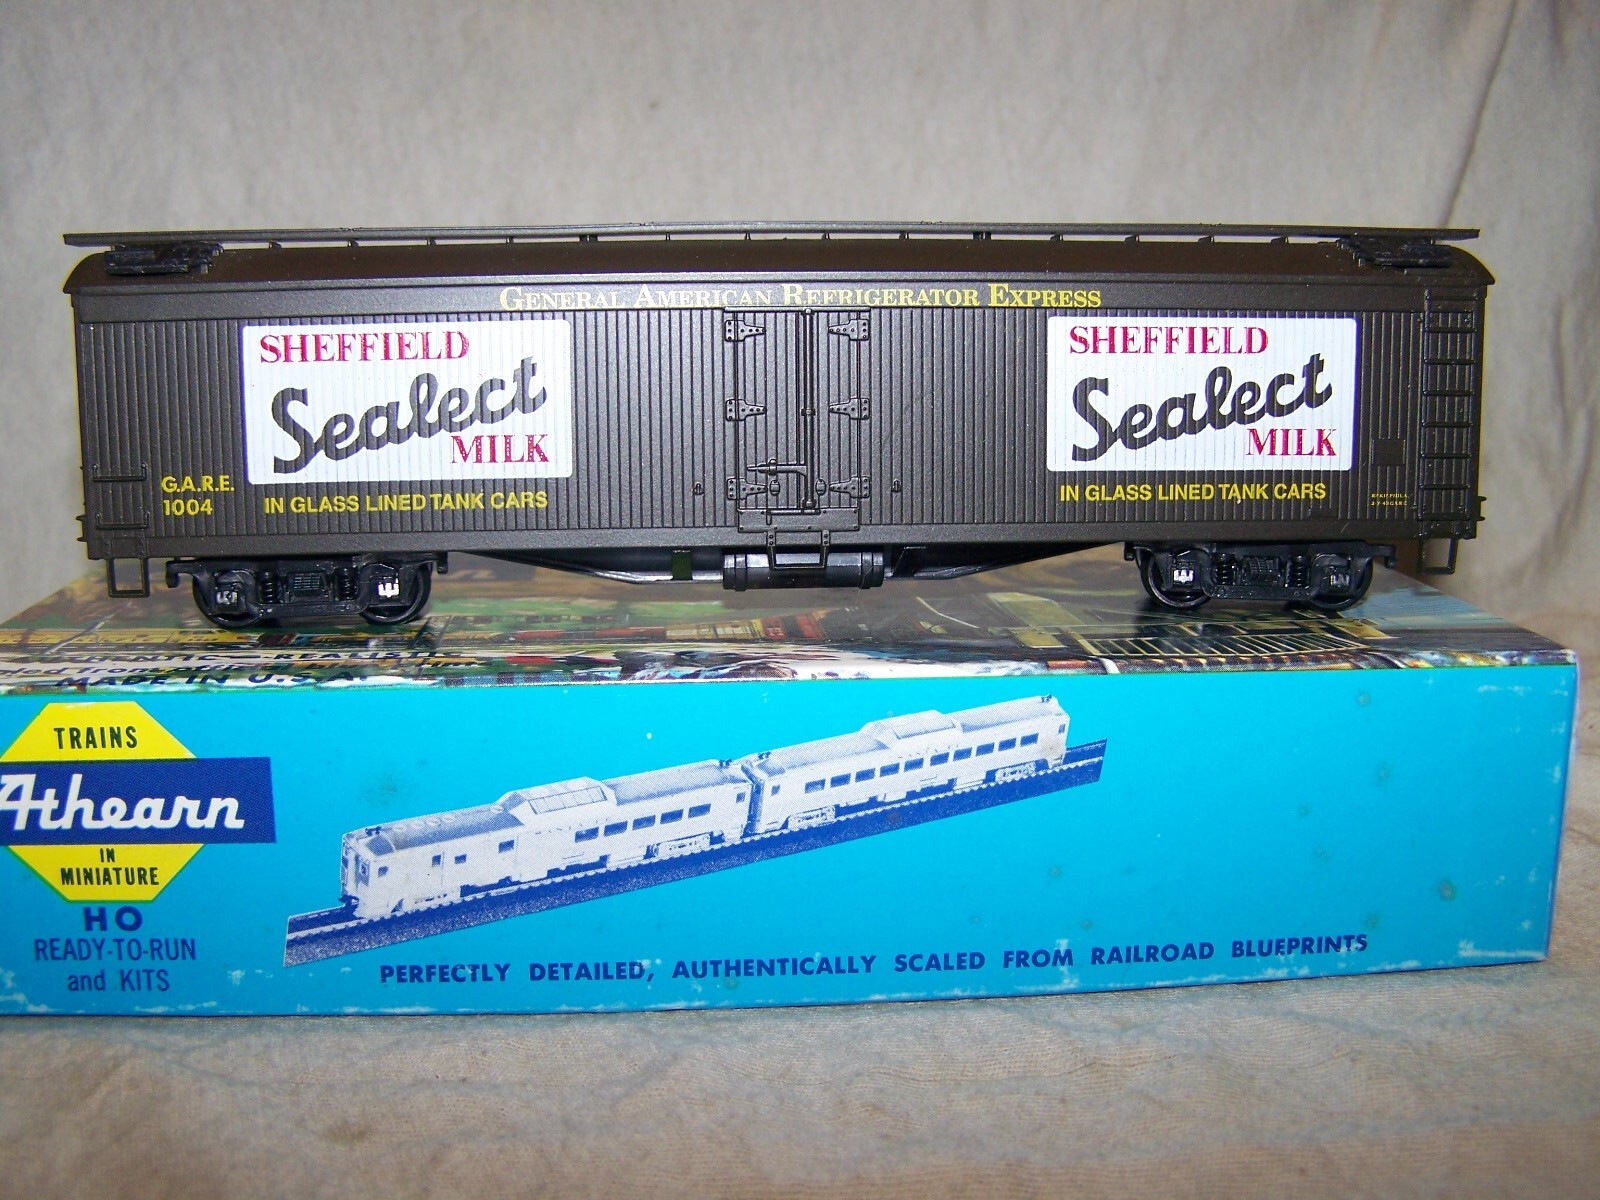 GENERAL AMERICAN REFRIGERATOR EXPRESS
SHEFFIELD
Sealect
MILK
IN GLASS LINED TANK CARS
G.A.R.E.
1004
SHEFFIELD
Sealect
MILK
IN GLASS LINED TANK CARS
MADE IN U.S.A.
TRAINS
Athearn
IN
MINIATURE
HO
READY-TO-RUN
and KITS
PERFECTLY DETAILED, AUTHENTICALLY SCALED FROM RAILROAD BLUEPRINTS